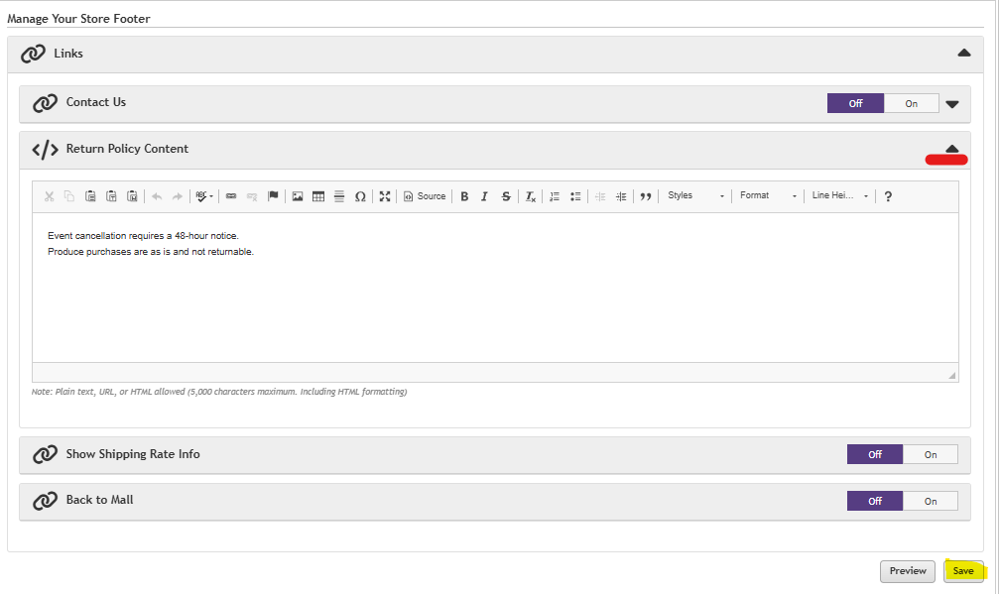 Manage Your Store Footer
Links
Contact Us Off On
</> Return Policy Content
ABC Ω Source B I S Tx Styles Format Line Hei... ?
Event cancellation requires a 48-hour notice.
Produce purchases are as is and not returnable.
Note: Plain text, URL, or HTML allowed (5,000 characters maximum. Including HTML formatting)
Show Shipping Rate Info Off On
Back to Mall Off On
Preview Save